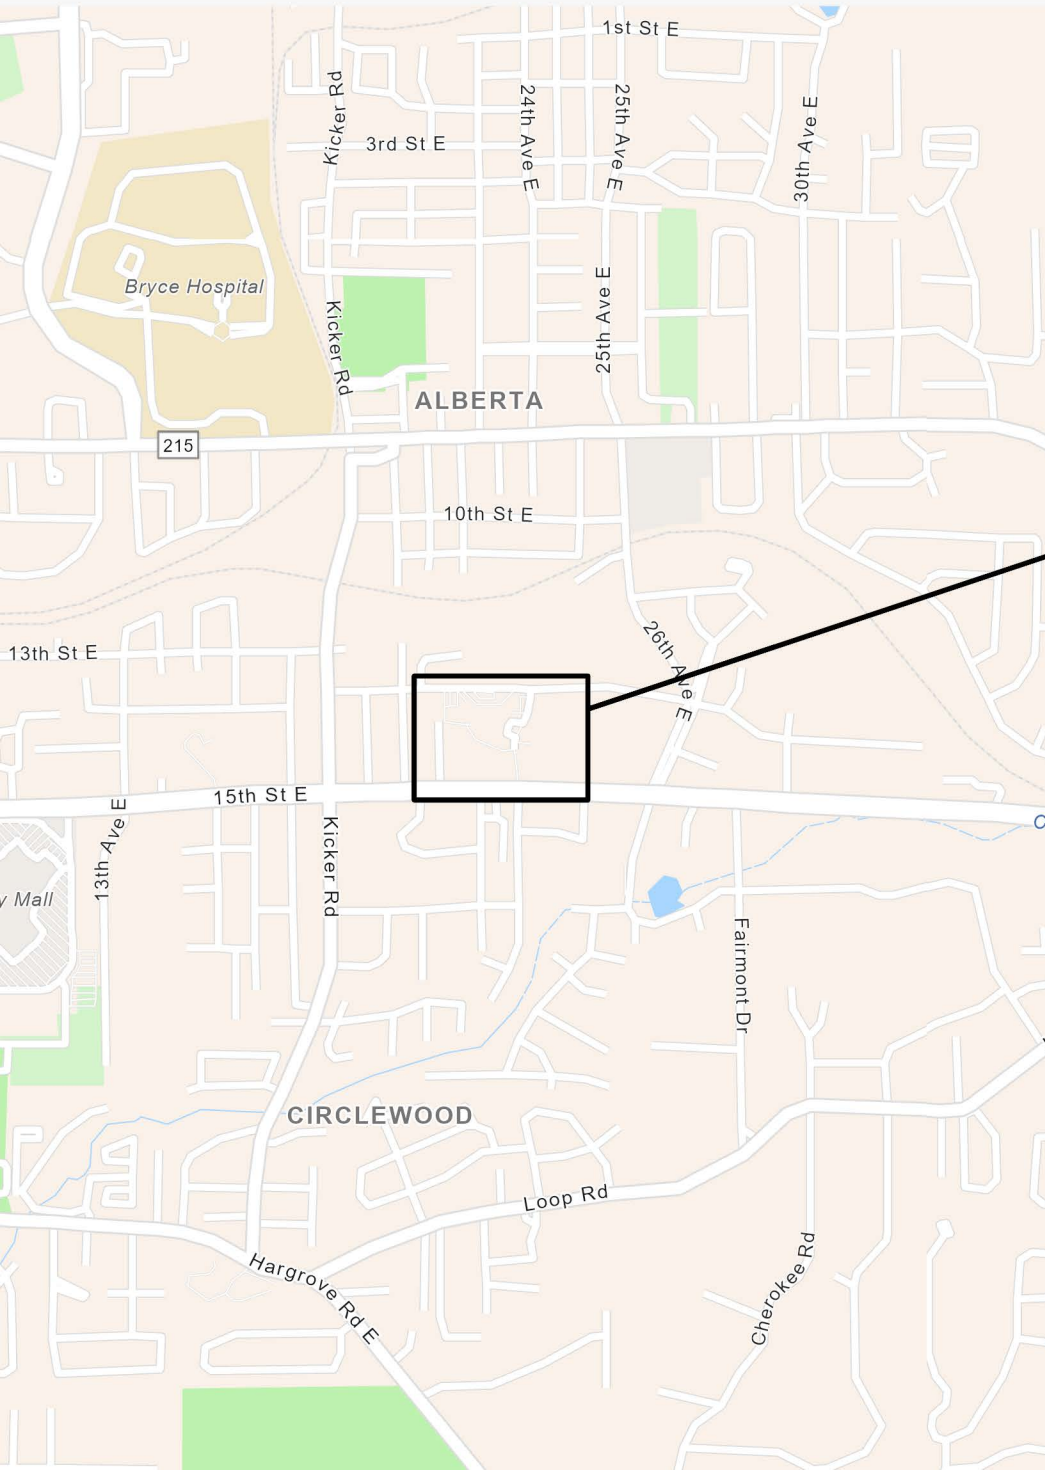 1st St E
Kicker Rd
24th Ave E
25th Ave E
30th Ave E
3rd St E
Bryce Hospital
25th Ave E
Kicker Rd
ALBERTA
215
10th St E
13th St E
26th Ave E
15th St E
13th Ave E
Kicker Rd
y Mall
Fairmont Dr
CIRCLEWOOD
Loop Rd
Hargrove Rd E
Cherokee Rd